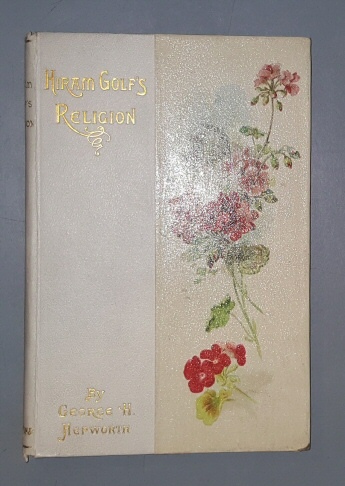 HIRAM GOLF'S
RELIGION
By
GEORGE H.
HEPWORTH